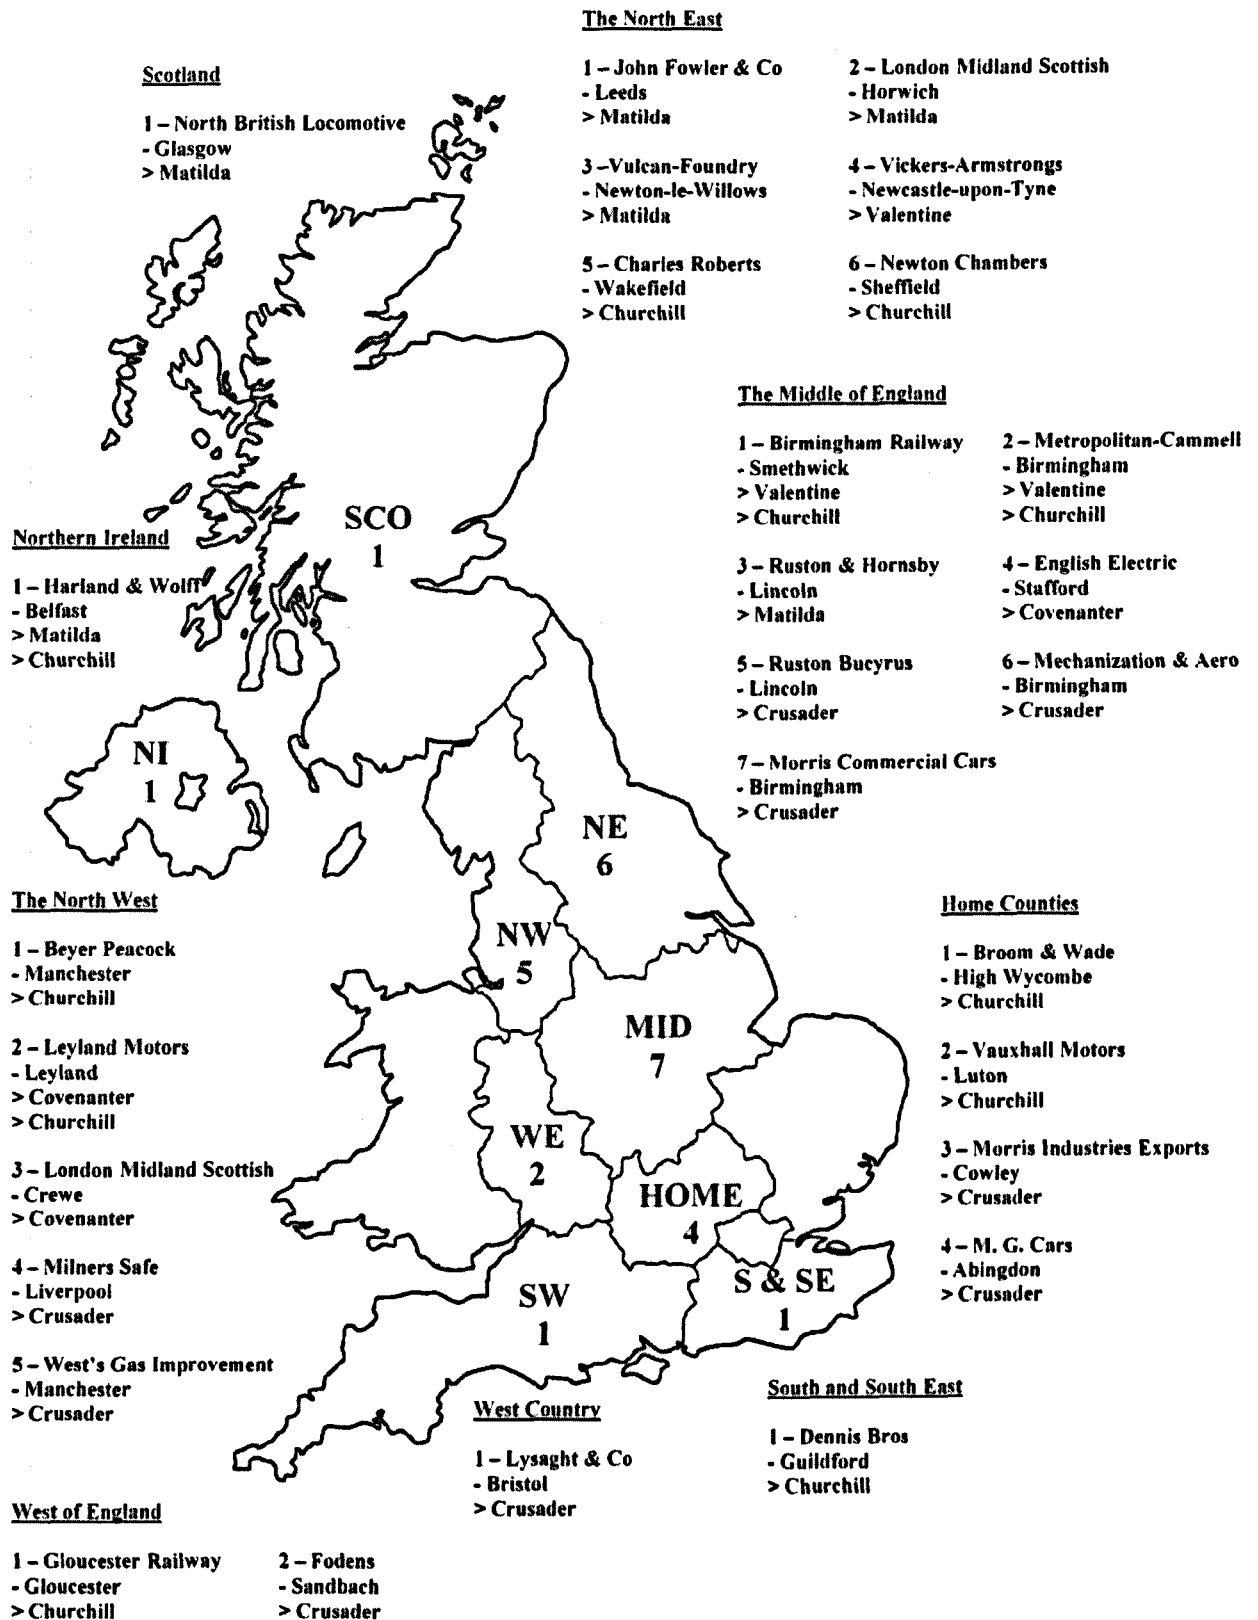 The North East
1 – John Fowler & Co
- Leeds
> Matilda
2 – London Midland Scottish
- Horwich
> Matilda
3 –Vulcan-Foundry
- Newton-le-Willows
> Matilda
4 – Vickers-Armstrongs
- Newcastle-upon-Tyne
> Valentine
5 – Charles Roberts
- Wakefield
> Churchill
6 – Newton Chambers
- Sheffield
> Churchill
Scotland
1 – North British Locomotive
- Glasgow
> Matilda
The Middle of England
1 – Birmingham Railway
- Smethwick
> Valentine
> Churchill
2 – Metropolitan-Cammell
- Birmingham
> Valentine
> Churchill
3 – Ruston & Hornsby
- Lincoln
> Matilda
4 – English Electric
- Stafford
> Covenanter
5 – Ruston Bucyrus
- Lincoln
> Crusader
6 – Mechanization & Aero
- Birmingham
> Crusader
7 – Morris Commercial Cars
- Birmingham
> Crusader
Northern Ireland
1 – Harland & Wolff
- Belfast
> Matilda
> Churchill
SCO
1
NI
1
NE
6
NW
5
MID
7
WE
2
HOME
4
S & SE
1
SW
1
The North West
1 – Beyer Peacock
- Manchester
> Churchill
2 – Leyland Motors
- Leyland
> Covenanter
> Churchill
3 – London Midland Scottish
- Crewe
> Covenanter
4 – Milners Safe
- Liverpool
> Crusader
5 – West's Gas Improvement
- Manchester
> Crusader
Home Counties
1 – Broom & Wade
- High Wycombe
> Churchill
2 – Vauxhall Motors
- Luton
> Churchill
3 – Morris Industries Exports
- Cowley
> Crusader
4 – M. G. Cars
- Abingdon
> Crusader
South and South East
1 – Dennis Bros
- Guildford
> Churchill
West Country
1 – Lysaght & Co
- Bristol
> Crusader
West of England
1 – Gloucester Railway
- Gloucester
> Churchill
2 – Fodens
- Sandbach
> Crusader